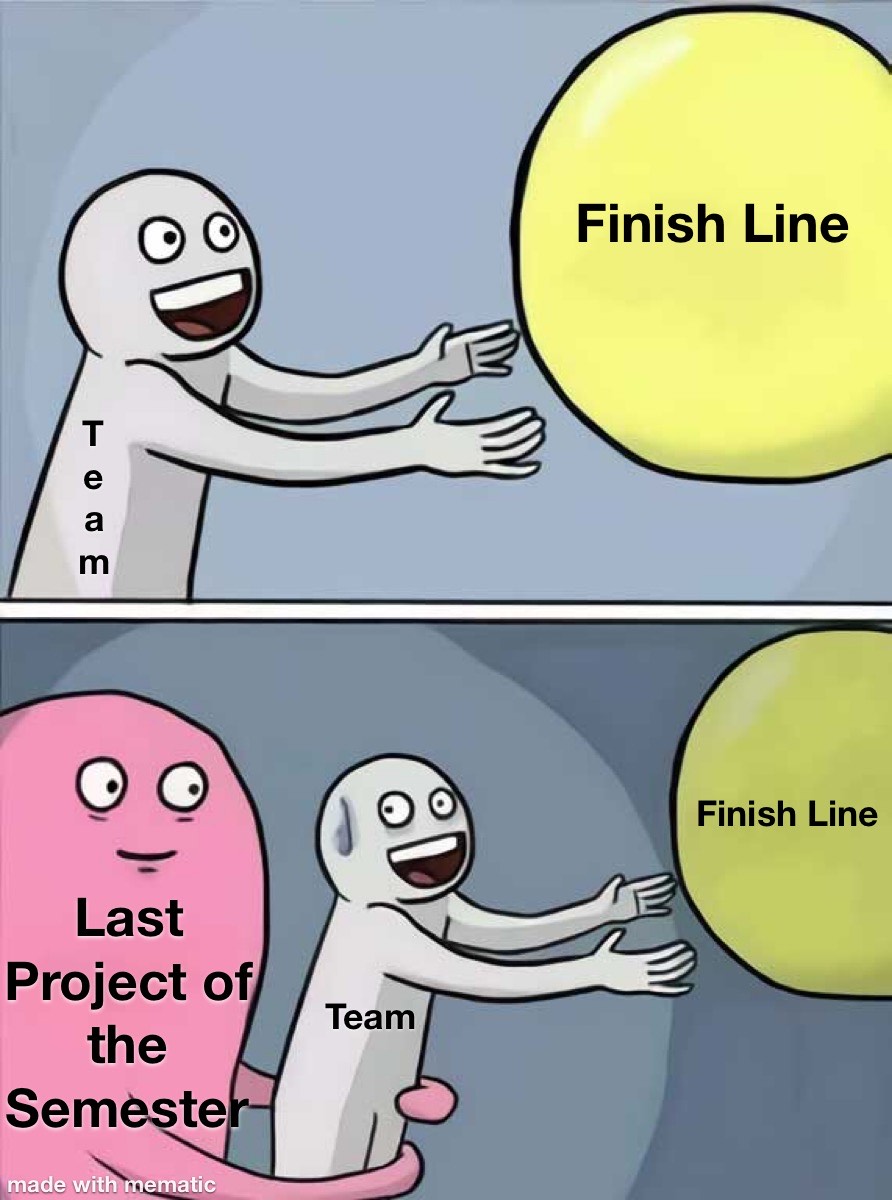 Finish Line
T
e
a
m
Finish Line
Last
Project of
the
Semester
Team
made with mematic